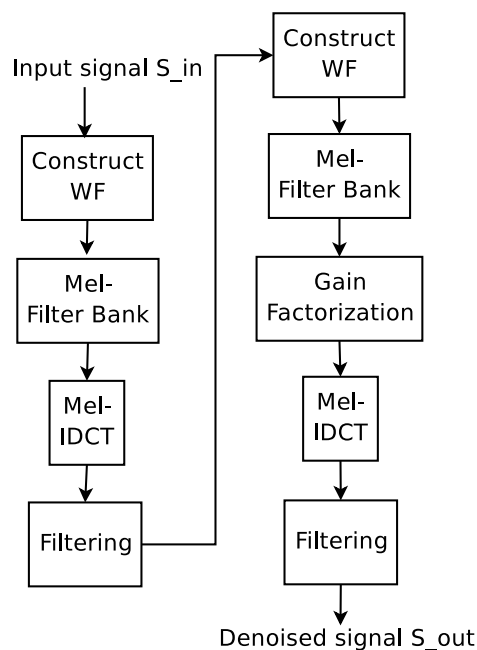 Input signal S_in
Construct
WF
Mel-
Filter Bank
Mel-
IDCT
Filtering
Construct
WF
Mel-
Filter Bank
Gain
Factorization
Mel-
IDCT
Filtering
Denoised signal S_out